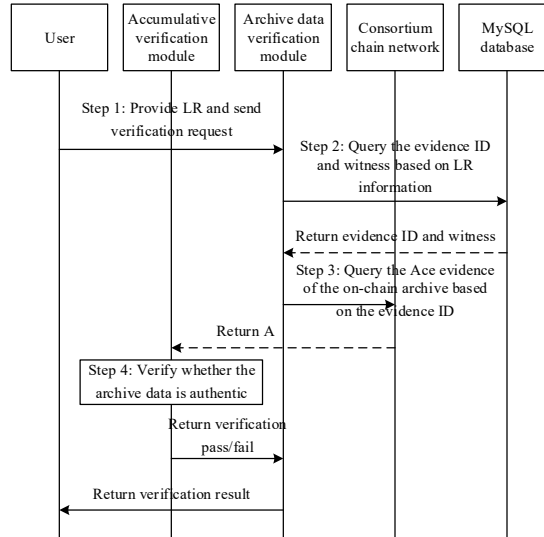 User
Accumulative
verification
module
Archive data
verification
module
Consortium
chain network
MySQL
database
Step 1: Provide LR and send
verification request
Step 2: Query the evidence ID
and witness based on LR
information
Return evidence ID and witness
Step 3: Query the Ace evidence
of the on-chain archive based
on the evidence ID
Return A
Step 4: Verify whether the
archive data is authentic
Return verification
pass/fail
Return verification result